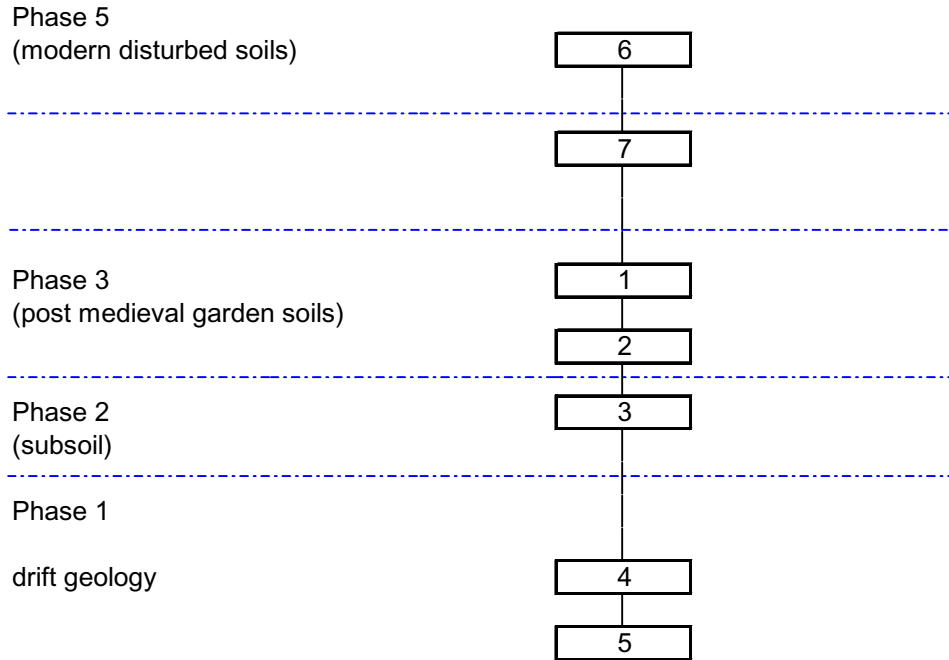 Phase 5
(modern disturbed soils)
6
7
Phase 3
1
(post medieval garden soils)
2
Phase 2
3
(subsoil)
Phase 1
drift geology
4
5